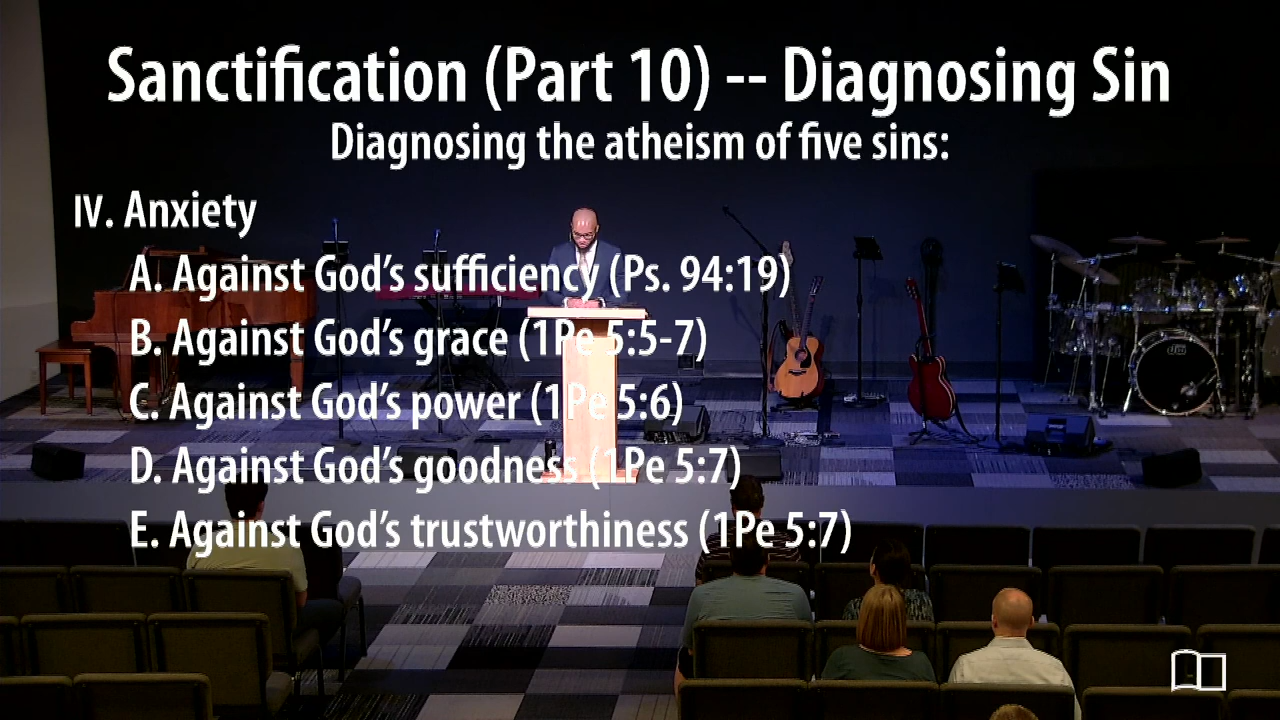 Sanctification (Part 10) -- Diagnosing Sin
Diagnosing the atheism of five sins:
IV. Anxiety
A. Against God’s sufficiency (Ps. 94:19)
B. Against God’s grace (1Pe 5:5-7)
C. Against God’s power (1Pe 5:6)
D. Against God’s goodness (1Pe 5:7)
E. Against God’s trustworthiness (1Pe 5:7)